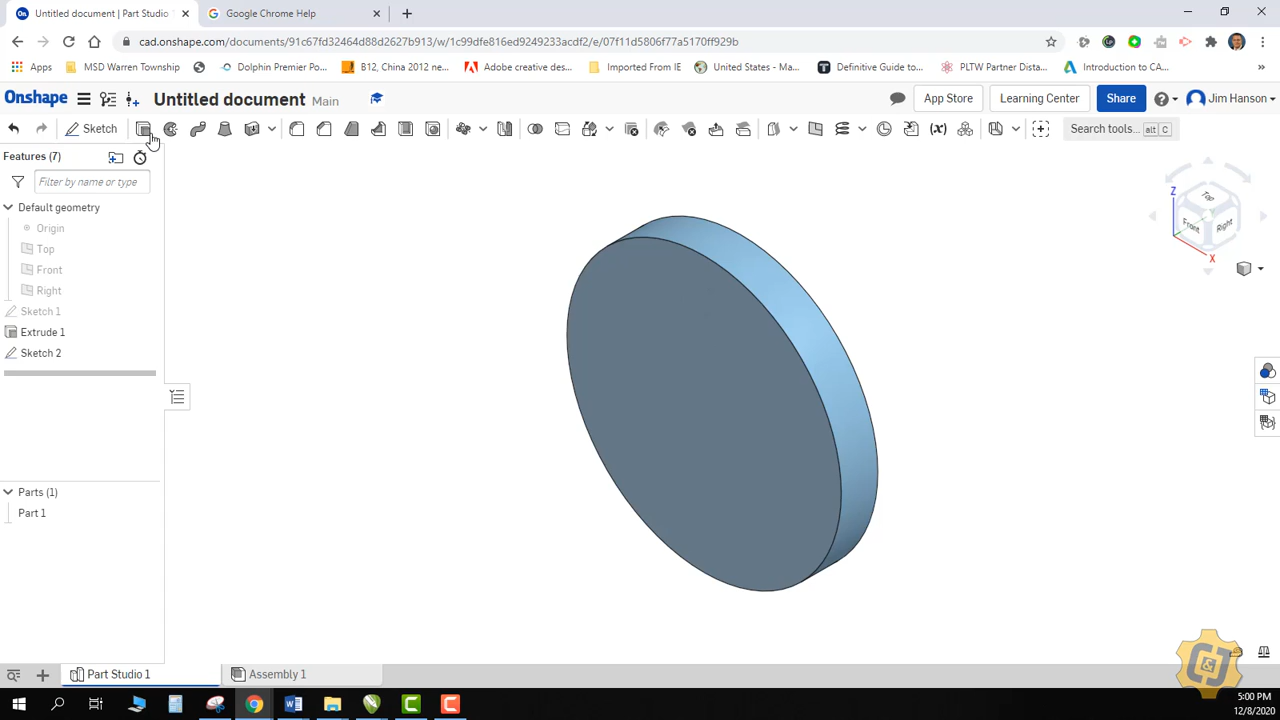 On Untitled document | Part Studio
Google Chrome Help
cad.onshape.com/documents/91c67fd32464d88d2627b913/w/1c99dfe816ed9249233acdf2/e/07f11d5806f77a5170ff929b
Apps
MSD Warren Township
Dolphin Premier Po...
B12, China 2012 ne...
Adobe creative des...
Imported From IE
United States - Ma...
Definitive Guide to...
PLTW Partner Dista...
Introduction to CA...
Onshape
Untitled document Main
App Store
Learning Center
Share
Jim Hanson
Sketch
Search tools... alt C
Features (7)
Filter by name or type
Default geometry
Origin
Top
Front
Right
Sketch 1
Extrude 1
Sketch 2
Parts (1)
Part 1
Z
Top
Front
Right
X
Part Studio 1
Assembly 1
C&J
5:00 PM
12/8/2020